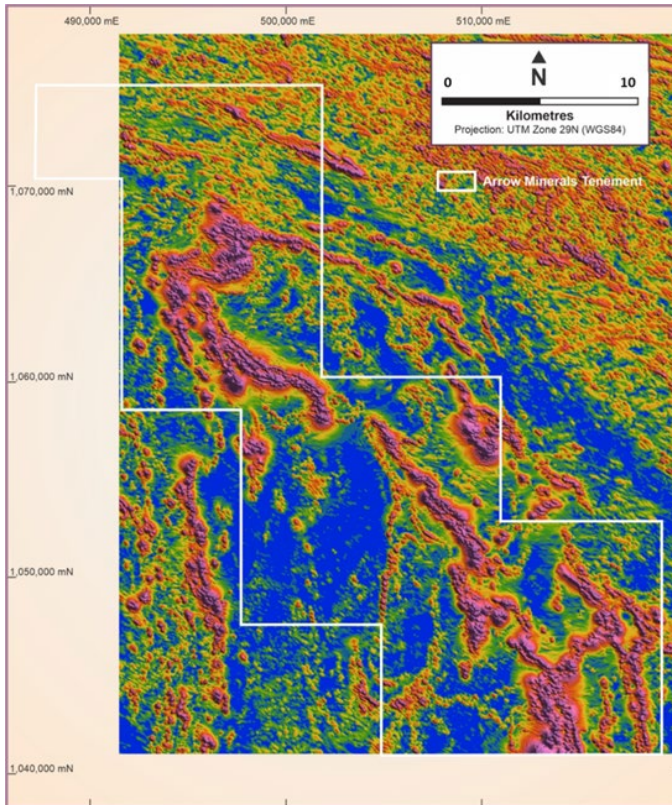 490,000 mE
500,000 mE
510,000 mE
N
0
10
Kilometres
Projection: UTM Zone 29N (WGS84)
Arrow Minerals Tenement
1,070,000 mN
1,060,000 mN
1,050,000 mN
1,040,000 mN